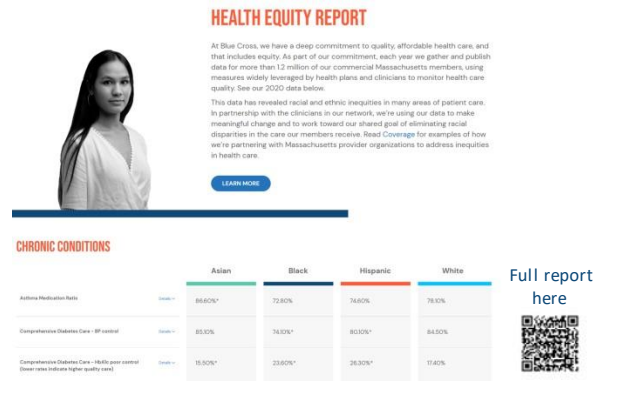 HEALTH EQUITY REPORT
At Blue Cross, we have a deep commitment to quality, affordable health care, and
that includes equity. As part of our commitment, each year we gather and publish
data for more than 1.2 million of our commercial Massachusetts members, using
measures widely leveraged by health plans and clinicians to monitor health care
quality. See our 2020 data below.
This data has revealed racial and ethnic inequities in many areas of patient care.
In partnership with the clinicians in our network, we're using our data to make
meaningful change and to work toward our shared goal of eliminating racial
disparities in the care our members receive. Read Coverage for examples of how
we're partnering with Massachusetts provider organizations to address inequities
in health care.
LEARN MORE
CHRONIC CONDITIONS
Asian Black Hispanic White
Full report
here
Asthma Medication Ratio Details 86.60%* 72.80% 74.60% 78.10%
Comprehensive Diabetes Care - BP control Details 85.10% 74.10%* 80.10%* 84.50%
Comprehensive Diabetes Care - HbA1c poor control
(lower rates indicate higher quality care) Details 15.50%* 23.60%* 26.30%* 17.40%